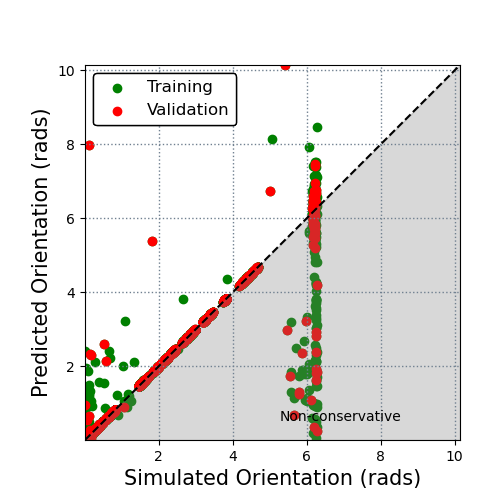 Training
Validation
Predicted Orientation (rads)
10
8
6
4
2
Non-conservative
2
4
6
8
10
Simulated Orientation (rads)